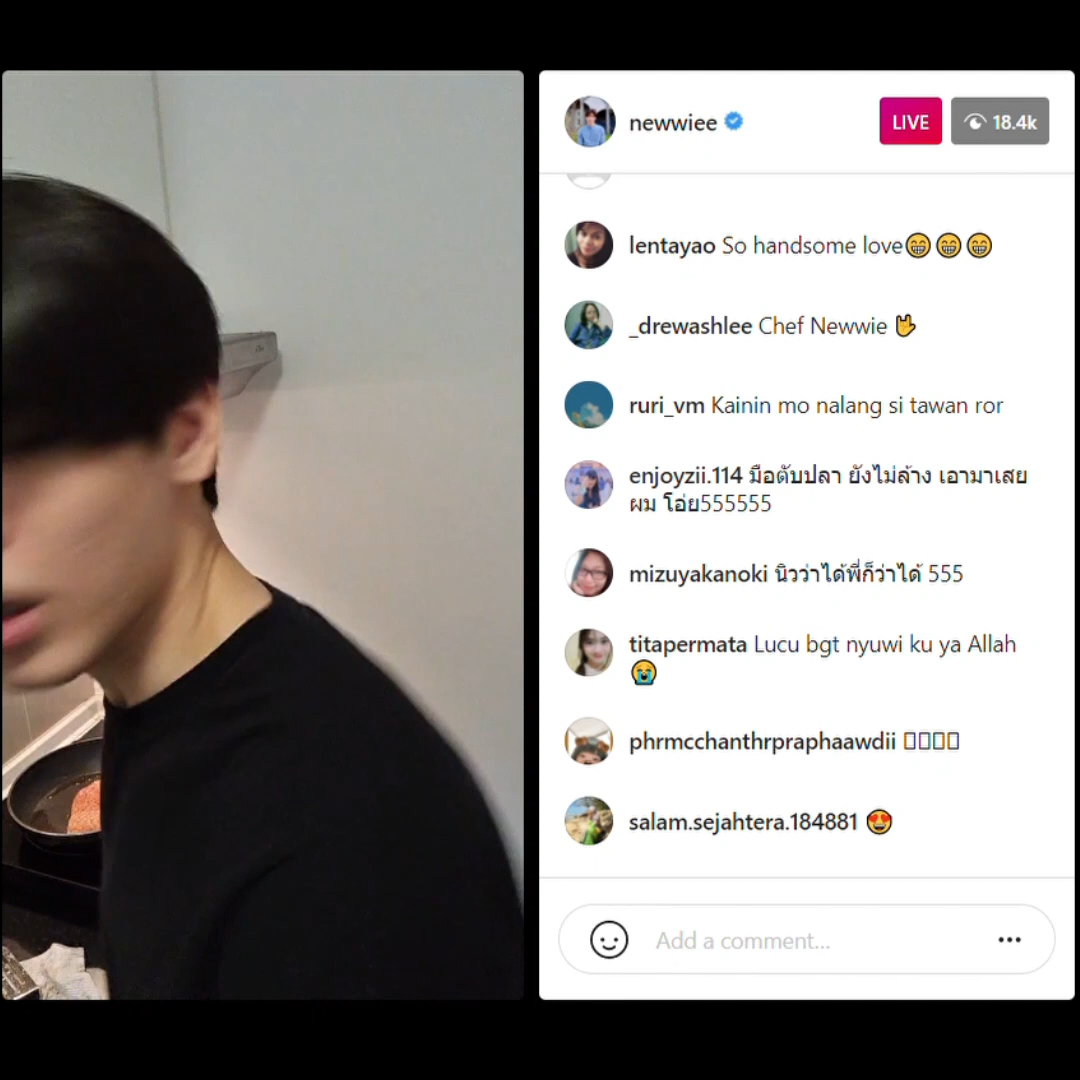 newwiee
LIVE
18.4k
lentayao So handsome love😁😁😁
_drewashlee Chef Newwie 🤟
ruri_vm Kainin mo nalang si tawan ror
enjoyzii.114 มือดับปลา ยังไม่ล้าง เอามาเสย
ผม โอ่ย555555
mizuyakanoki นิวว่าได้พี่ก็ว่าได้ 555
titapermata Lucu bgt nyuwi ku ya Allah
😭
phrmcchanthrpraphaawdii
salam.sejahtera.184881 😍
Add a comment...